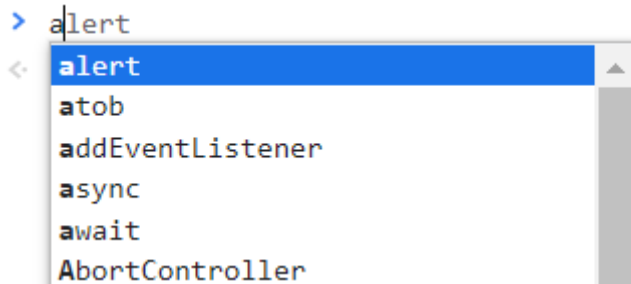 > alert
alert
atob
addEventListener
async
await
AbortController